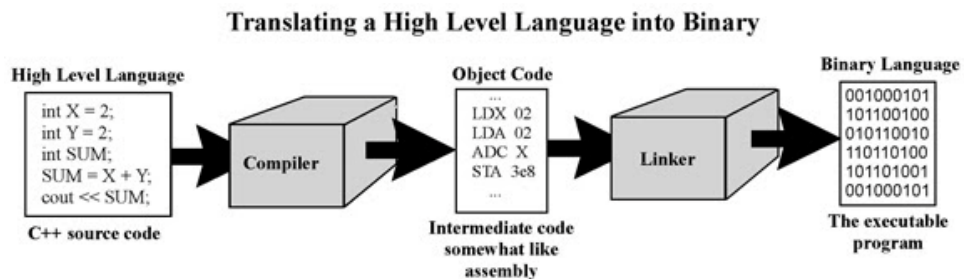 Translating a High Level Language into Binary
High Level Language
int X = 2;
int Y = 2;
int SUM;
SUM = X + Y;
cout << SUM;
C++ source code
Compiler
Object Code
...
LDX 02
LDA 02
ADC X
STA 3e8
...
Intermediate code
somewhat like
assembly
Linker
Binary Language
001000101
101100100
010110010
110110100
101101001
001000101
The executable
program